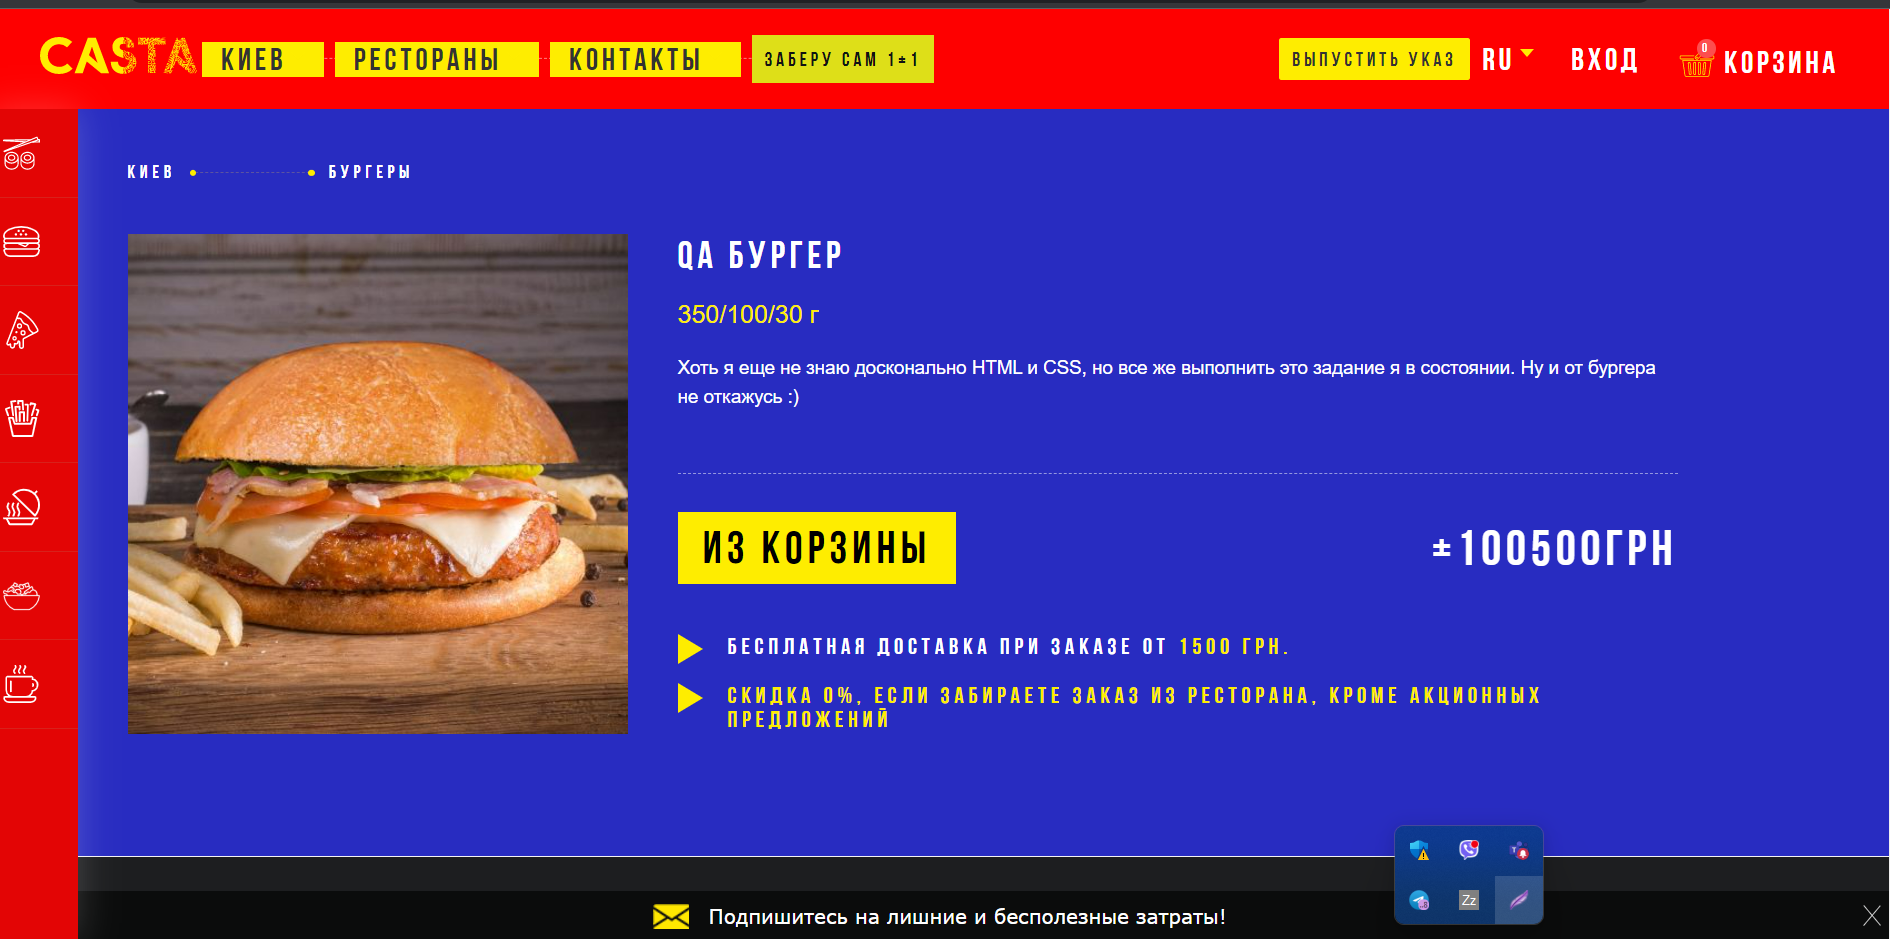 CASTA
КИЕВ
РЕСТОРАНЫ
КОНТАКТЫ
ЗАБЕРУ САМ 1±1
ВЫПУСТИТЬ УКАЗ
RU
ВХОД
0
КОРЗИНА
КИЕВ
БУРГЕРЫ
QA БУРГЕР
350/100/30 г
Хоть я еще не знаю досконально HTML и CSS, но все же выполнить это задание я в состоянии. Ну и от бургера
не откажусь :)
ИЗ КОРЗИНЫ
±100500ГРН
БЕСПЛАТНАЯ ДОСТАВКА ПРИ ЗАКАЗЕ ОТ 1500 ГРН.
СКИДКА 0%, ЕСЛИ ЗАБИРАЕТЕ ЗАКАЗ ИЗ РЕСТОРАНА, КРОМЕ АКЦИОННЫХ
ПРЕДЛОЖЕНИЙ
Zz
Подпишитесь на лишние и бесполезные затраты!